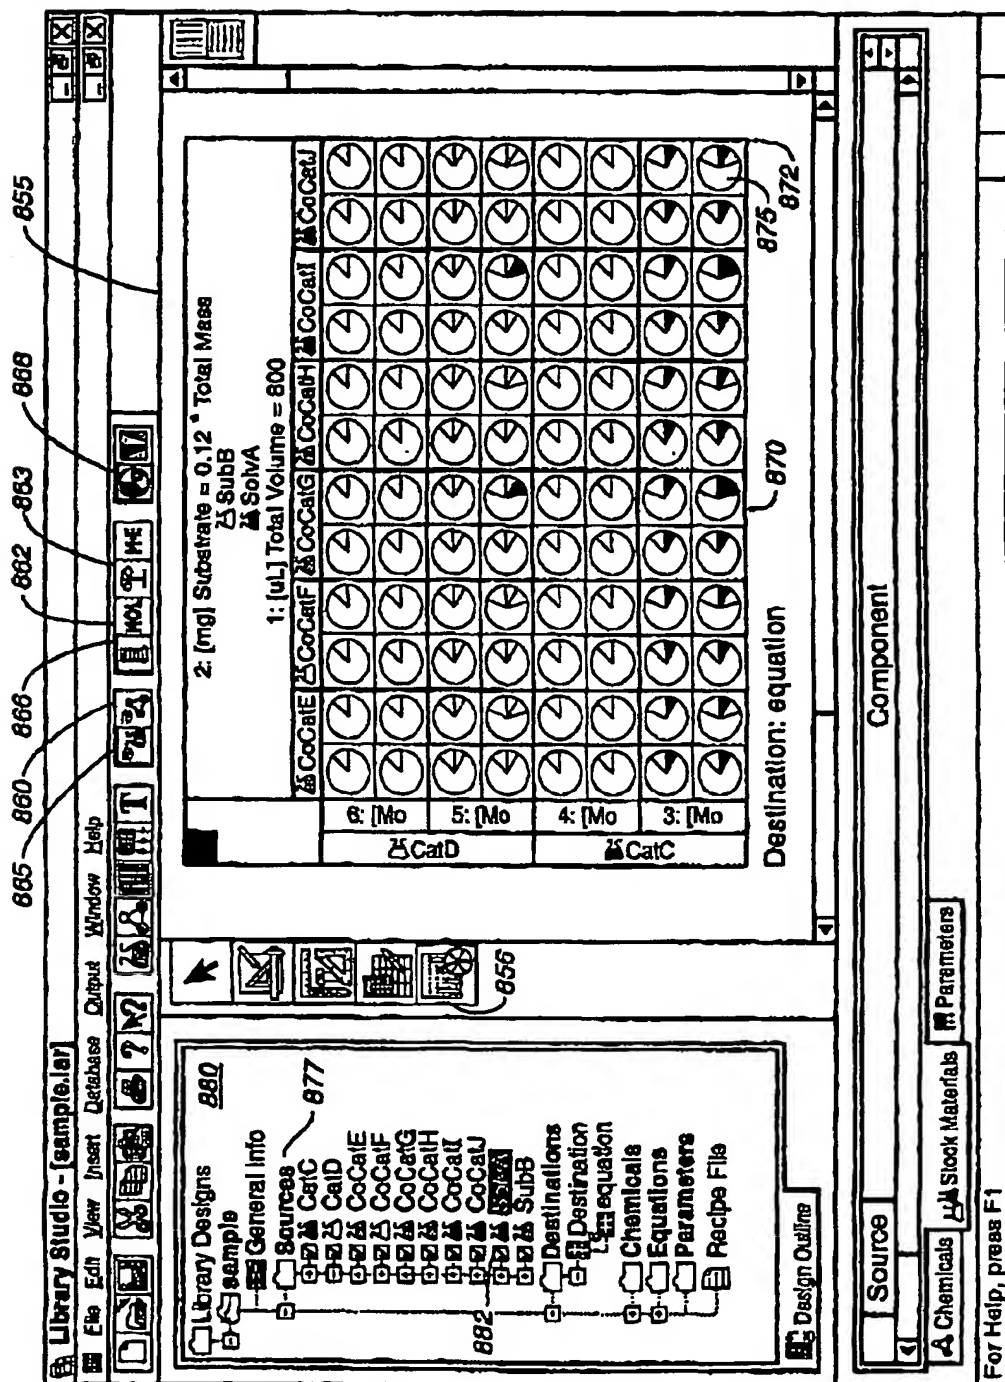 865
860
866
862
863
868
855
Library Studio - [sample.lar]
File Edit View Insert Database Output Window Help
T
MOL
880
Library Designs
sample
General Info
Sources
877
CatC
CatD
CoCatE
CoCatF
CoCatG
CoCatH
CoCatI
CoCatJ
882
SubB
Destinations
Destination
equation
Chemicals
Equations
Parameters
Recipe File
Design Outline
856
2: [mg] Substrate = 0.12 * Total Mass
SubB
SolvA
1: [uL] Total Volume = 800
CoCatE CoCatF CoCatG CoCatH CoCatI CoCatJ
CatD
6: [Mo
5: [Mo
CatC
4: [Mo
3: [Mo
Destination: equation
870
875
872
Source
Component
Chemicals Stock Materials Parameters
For Help, press F1